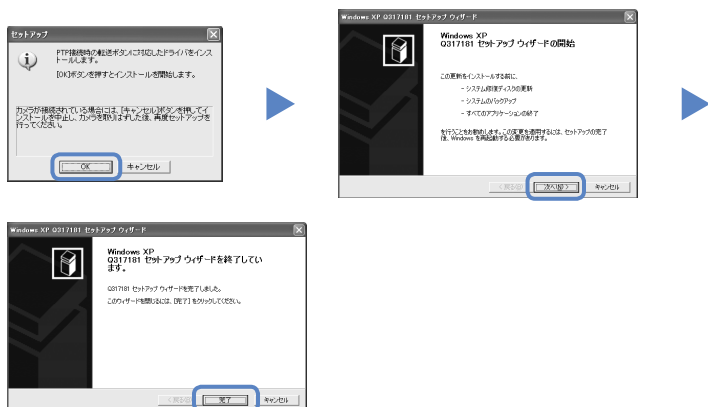 セットアップ
PTP接続時の転送ボタンに対応したドライバをインス
トールします。
[OK]ボタンを押すとインストールを開始します。
カメラが接続されている場合には、[キャンセル]ボタンを押してイ
ンストールを中止し、カメラを取りはずした後、再度セットアップを
行ってください。
OK
キャンセル
Windows XP Q317181 セットアップ ウィザード
Windows XP
Q317181 セットアップ ウィザードの開始
この更新をインストールする前に、
- システム修復ディスクの更新
- システムのバックアップ
- すべてのアプリケーションの終了
を行うことをお勧めします。この変更を適用するには、セットアップの完了
後、Windows を再起動する必要があります。
次へ(N) >
キャンセル
Windows XP Q317181 セットアップ ウィザード
Windows XP
Q317181 セットアップ ウィザードを終了してい
ます。
Q317181 セットアップ ウィザードを完了しました。
このウィザードを閉じるには、[完了] をクリックしてください。
完了
キャンセル